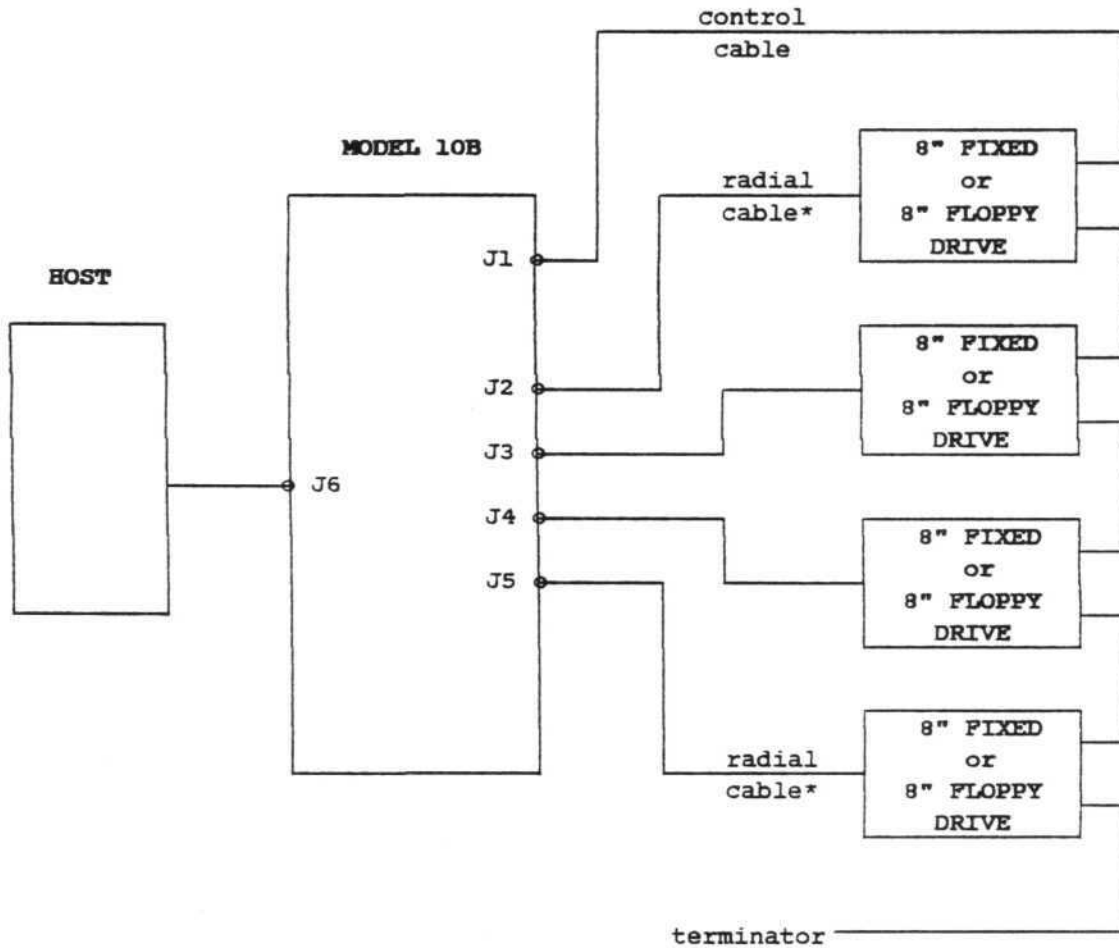 control
cable
MODEL 10B
radial
cable*
8" FIXED
or
8" FLOPPY
DRIVE
J1
HOST
8" FIXED
or
8" FLOPPY
DRIVE
J2
J3
J6
J4
8" FIXED
or
8" FLOPPY
DRIVE
J5
radial
cable*
8" FIXED
or
8" FLOPPY
DRIVE
terminator